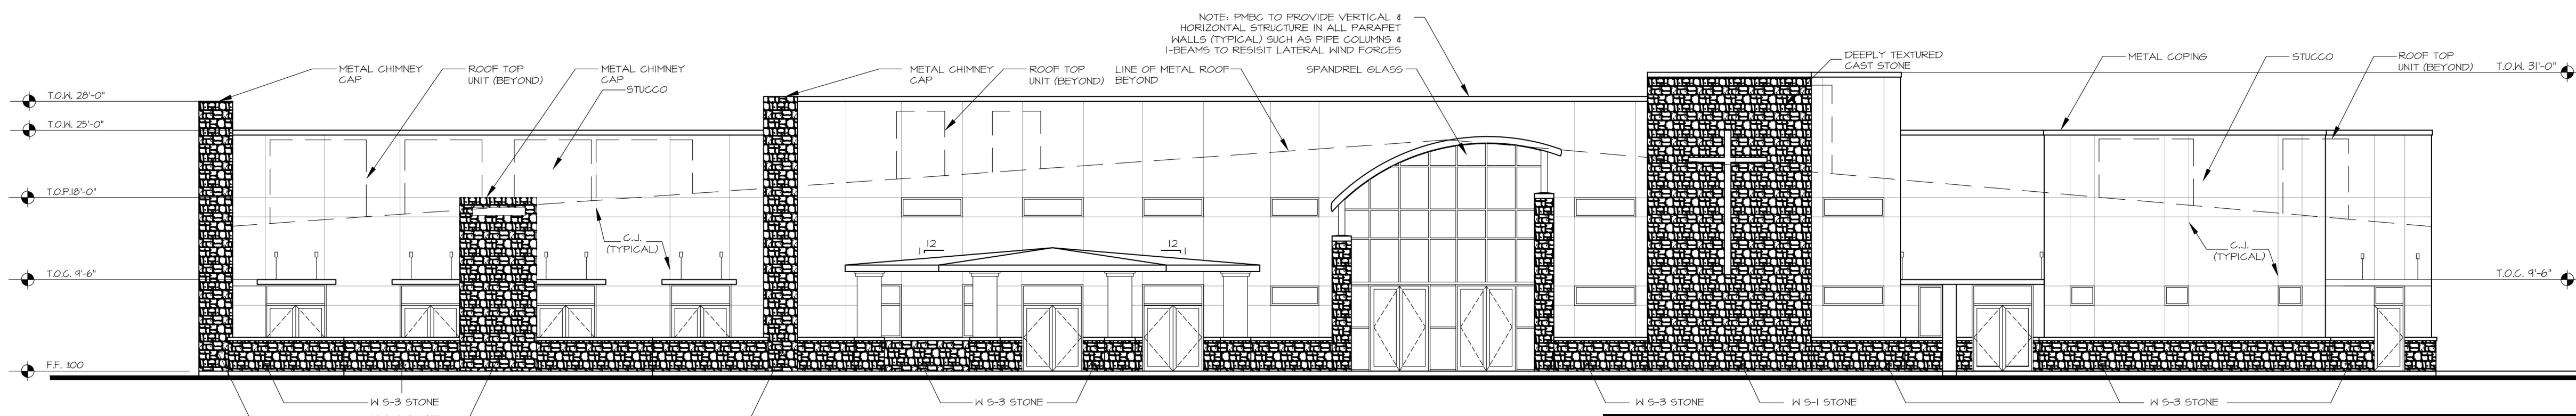 NOTE: PMBC TO PROVIDE VERTICAL &
HORIZONTAL STRUCTURE IN ALL PARAPET
WALLS (TYPICAL) SUCH AS PIPE COLUMNS &
I-BEAMS TO RESISIT LATERAL WIND FORCES
METAL CHIMNEY
CAP
ROOF TOP
UNIT (BEYOND)
METAL CHIMNEY
CAP
STUCCO
METAL CHIMNEY
CAP
ROOF TOP
UNIT (BEYOND)
LINE OF METAL ROOF
BEYOND
SPANDREL GLASS
DEEPLY TEXTURED
CAST STONE
METAL COPING
STUCCO
ROOF TOP
UNIT (BEYOND)
T.O.W. 31'-0"
T.O.W. 28'-0"
T.O.W. 25'-0"
T.O.P. 18'-0"
C.J.
(TYPICAL)
12
1
12
1
C.J.
(TYPICAL)
T.O.C. 9'-6"
T.O.C. 9'-6"
F.F. ±00
W S-3 STONE
W S-3 STONE
W S-3 STONE
W S-1 STONE
W S-3 STONE